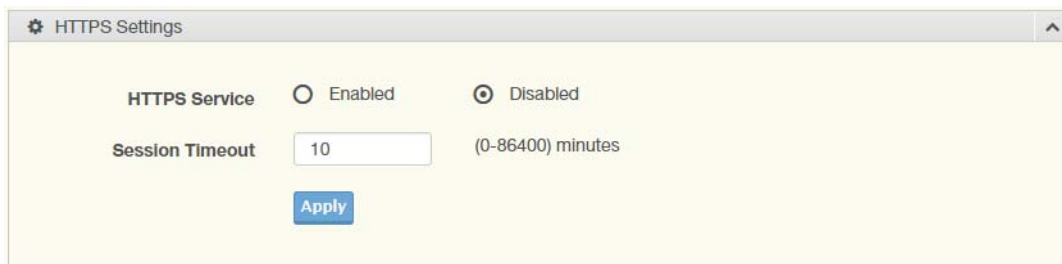 HTTPS Settings
HTTPS Service Enabled Disabled
Session Timeout 10 (0-86400) minutes
Apply